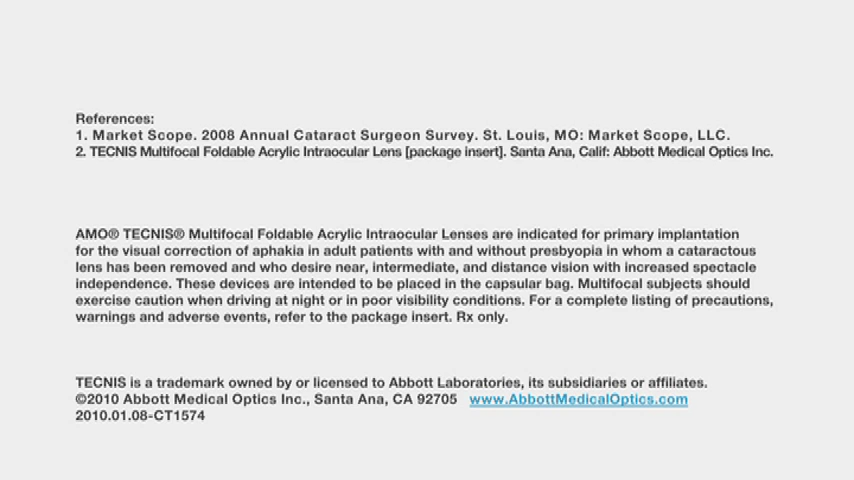 References:
1. Market Scope. 2008 Annual Cataract Surgeon Survey. St. Louis, MO: Market Scope, LLC.
2. TECNIS Multifocal Foldable Acrylic Intraocular Lens [package insert]. Santa Ana, Calif: Abbott Medical Optics Inc.
AMO® TECNIS® Multifocal Foldable Acrylic Intraocular Lenses are indicated for primary implantation
for the visual correction of aphakia in adult patients with and without presbyopia in whom a cataractous
lens has been removed and who desire near, intermediate, and distance vision with increased spectacle
independence. These devices are intended to be placed in the capsular bag. Multifocal subjects should
exercise caution when driving at night or in poor visibility conditions. For a complete listing of precautions,
warnings and adverse events, refer to the package insert. Rx only.
TECNIS is a trademark owned by or licensed to Abbott Laboratories, its subsidiaries or affiliates.
©2010 Abbott Medical Optics Inc., Santa Ana, CA 92705 www.AbbottMedicalOptics.com
2010.01.08-CT1574